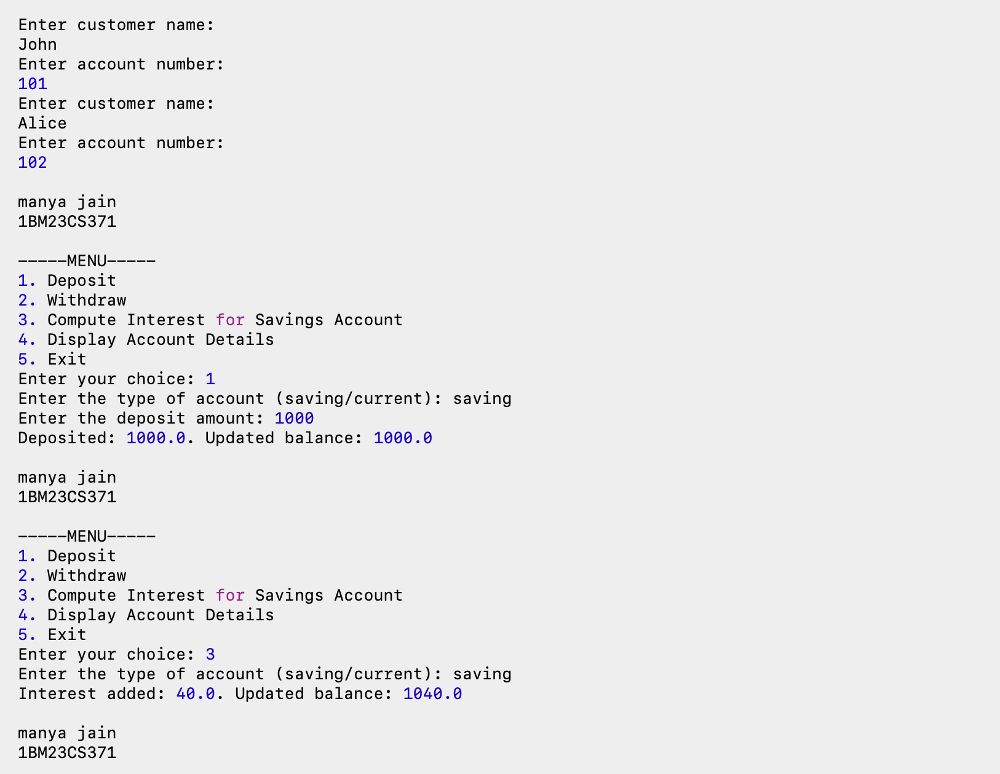 Enter customer name:
John
Enter account number:
101
Enter customer name:
Alice
Enter account number:
102
manya jain
1BM23CS371
-----MENU-----
1. Deposit
2. Withdraw
3. Compute Interest for Savings Account
4. Display Account Details
5. Exit
Enter your choice: 1
Enter the type of account (saving/current): saving
Enter the deposit amount: 1000
Deposited: 1000.0. Updated balance: 1000.0
manya jain
1BM23CS371
-----MENU-----
1. Deposit
2. Withdraw
3. Compute Interest for Savings Account
4. Display Account Details
5. Exit
Enter your choice: 3
Enter the type of account (saving/current): saving
Interest added: 40.0. Updated balance: 1040.0
manya jain
1BM23CS371